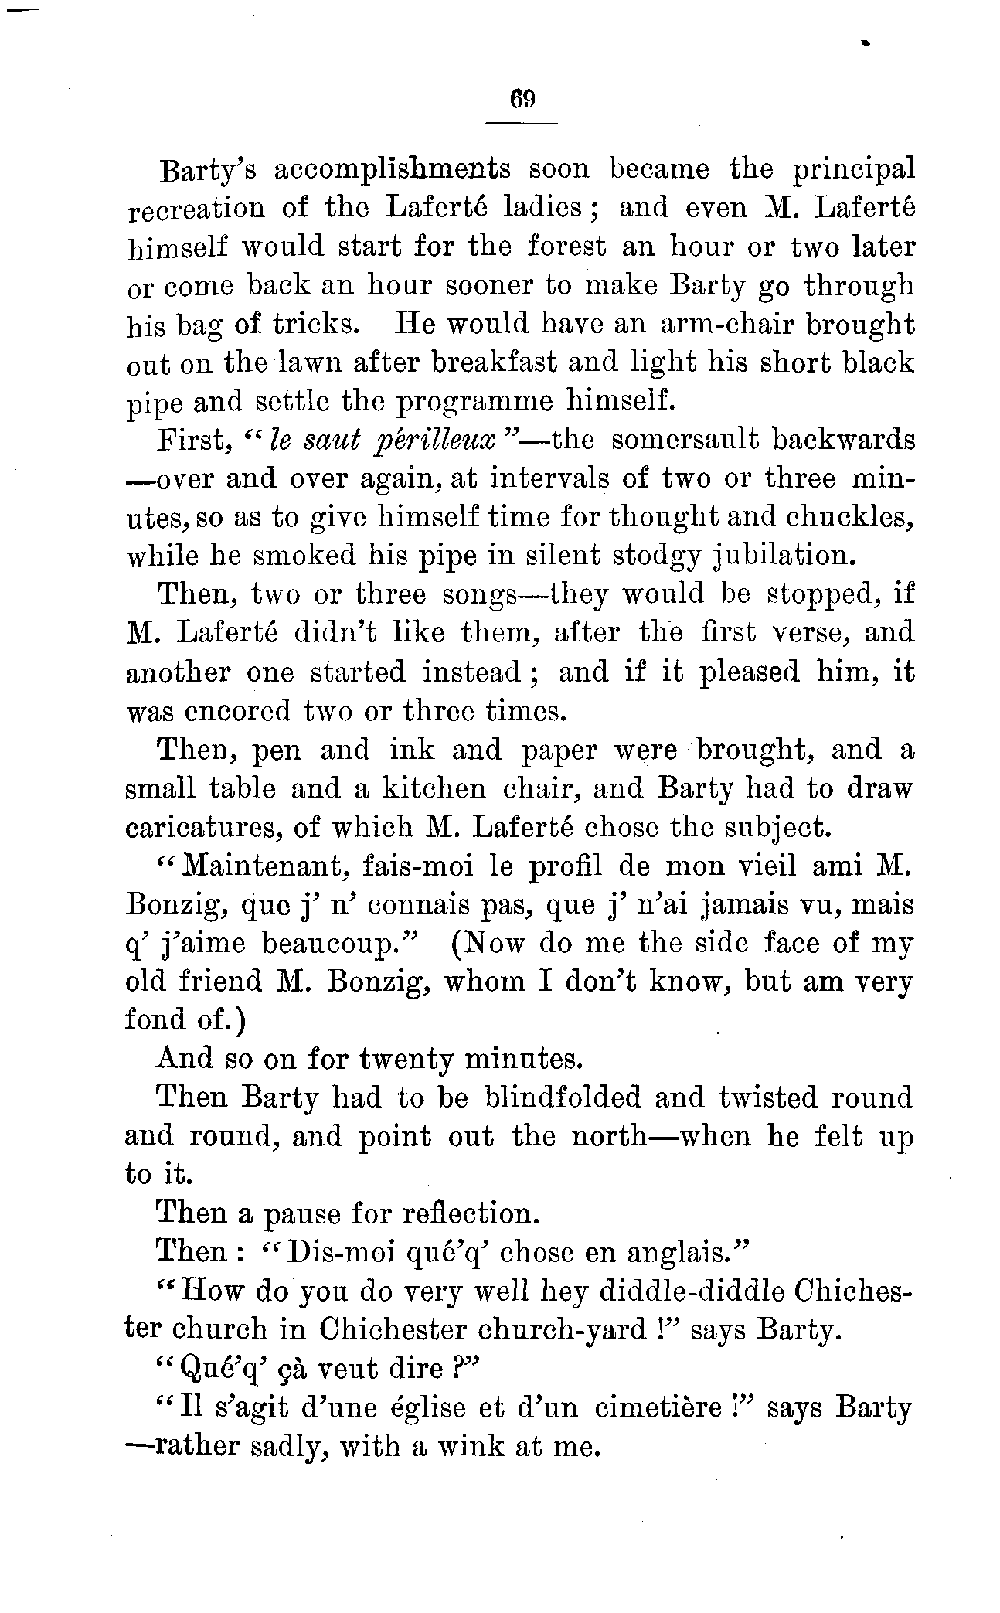 69
Barty's accomplishments soon became the principal
recreation of the Laferté ladies; and even M. Laferté
himself would start for the forest an hour or two later
or come back an hour sooner to make Barty go through
his bag of tricks. He would have an arm-chair brought
out on the lawn after breakfast and light his short black
pipe and settle the programme himself.
First, "le saut périlleux"—the somersault backwards
—over and over again, at intervals of two or three min-
utes, so as to give himself time for thought and chuckles,
while he smoked his pipe in silent stodgy jubilation.
Then, two or three songs—they would be stopped, if
M. Laferté didn't like them, after the first verse, and
another one started instead; and if it pleased him, it
was encored two or three times.
Then, pen and ink and paper were brought, and a
small table and a kitchen chair, and Barty had to draw
caricatures, of which M. Laferté chose the subject.
"Maintenant, fais-moi le profil de mon vieil ami M.
Bonzig, que j' n' connais pas, que j' n'ai jamais vu, mais
q' j'aime beaucoup." (Now do me the side face of my
old friend M. Bonzig, whom I don't know, but am very
fond of.)
And so on for twenty minutes.
Then Barty had to be blindfolded and twisted round
and round, and point out the north—when he felt up
to it.
Then a pause for reflection.
Then: "Dis-moi qué'q' chose en anglais."
"How do you do very well hey diddle-diddle Chiches-
ter church in Chichester church-yard!" says Barty.
"Qué'q' çà veut dire?"
"Il s'agit d'une église et d'un cimetière!" says Barty
—rather sadly, with a wink at me.